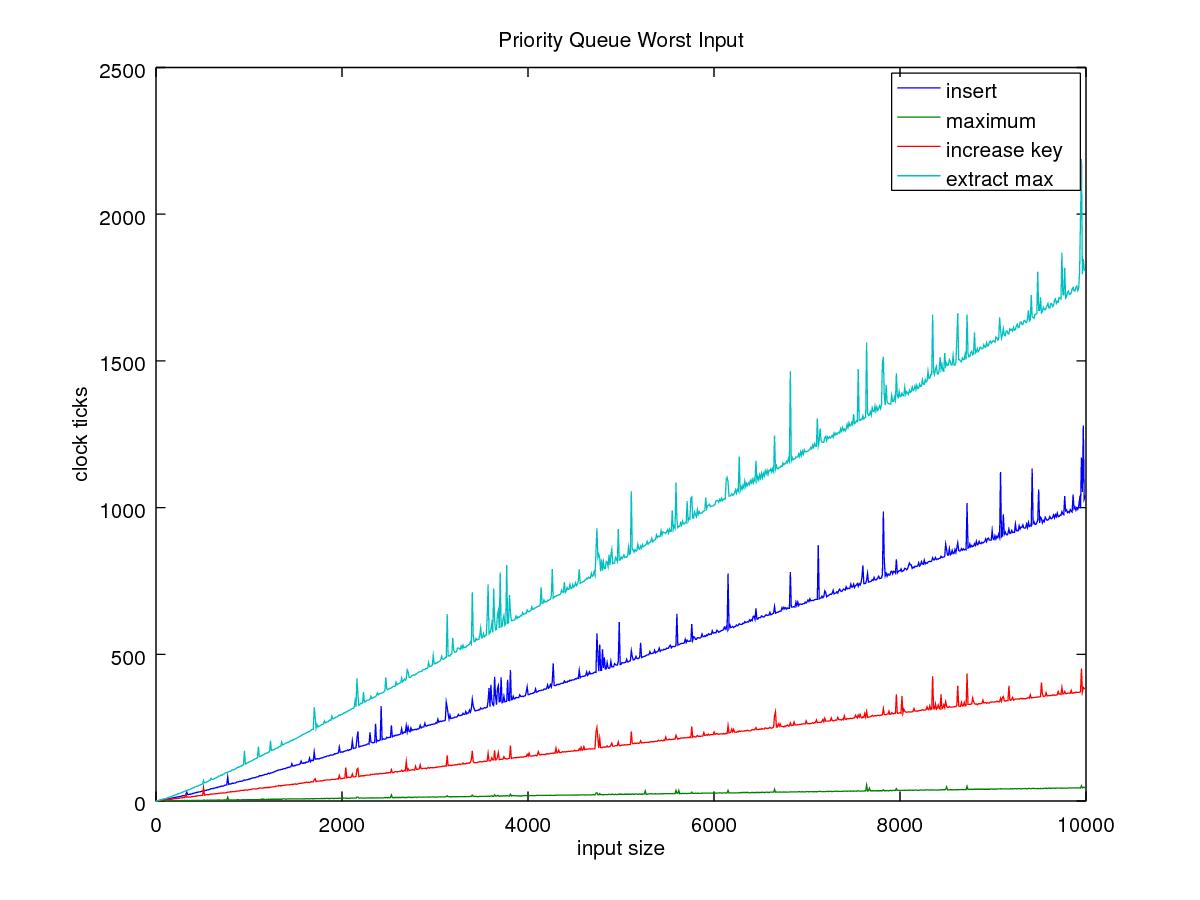 Priority Queue Worst Input
2500
2000
1500
1000
500
0
clock ticks
insert
maximum
increase key
extract max
0 2000 4000 6000 8000 10000
input size